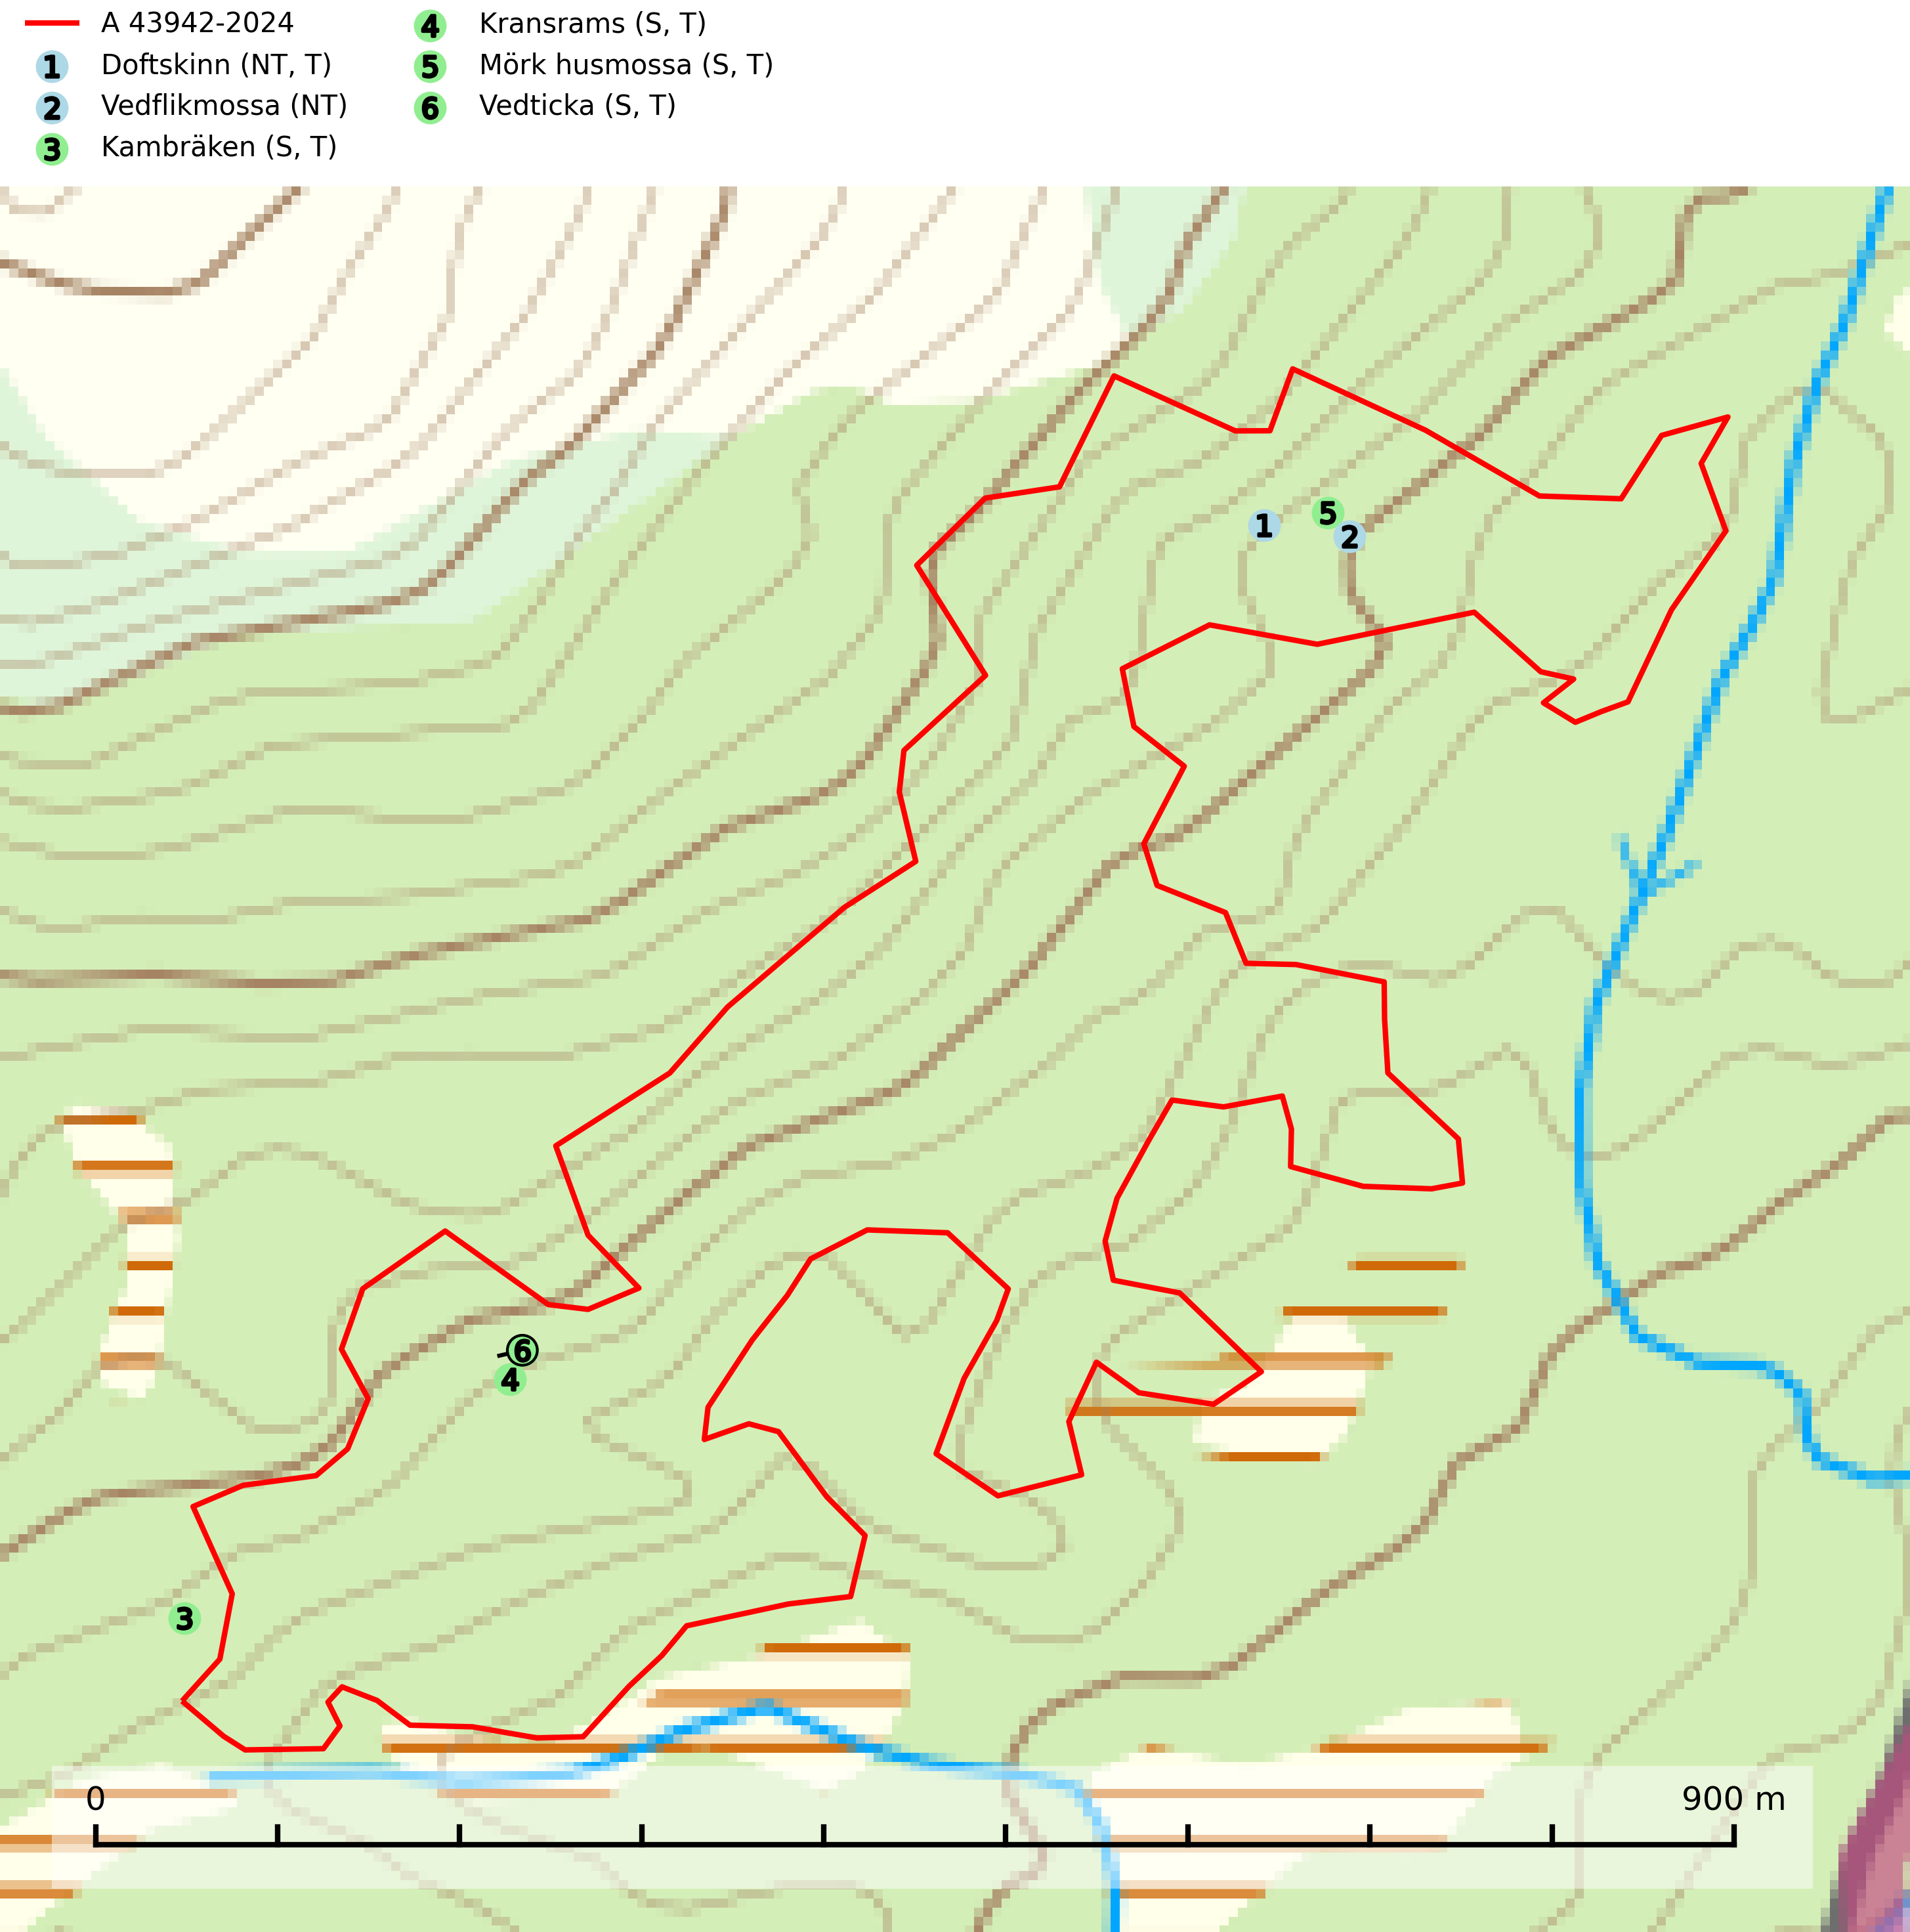 A 43942-2024
1 Doftskinn (NT, T)
2 Vedflikmossa (NT)
3 Kambräken (S, T)
4 Kransrams (S, T)
5 Mörk husmossa (S, T)
6 Vedticka (S, T)
1
5
2
6
4
3
0
900 m